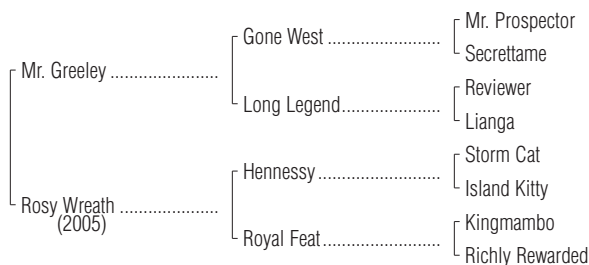 Mr. Prospector
Gone West ........................
Secrettame
Mr. Greeley .......................
Reviewer
Long Legend.....................
Lianga
Storm Cat
Hennessy..........................
Island Kitty
Rosy Wreath .....................
(2005)
Kingmambo
Royal Feat.........................
Richly Rewarded